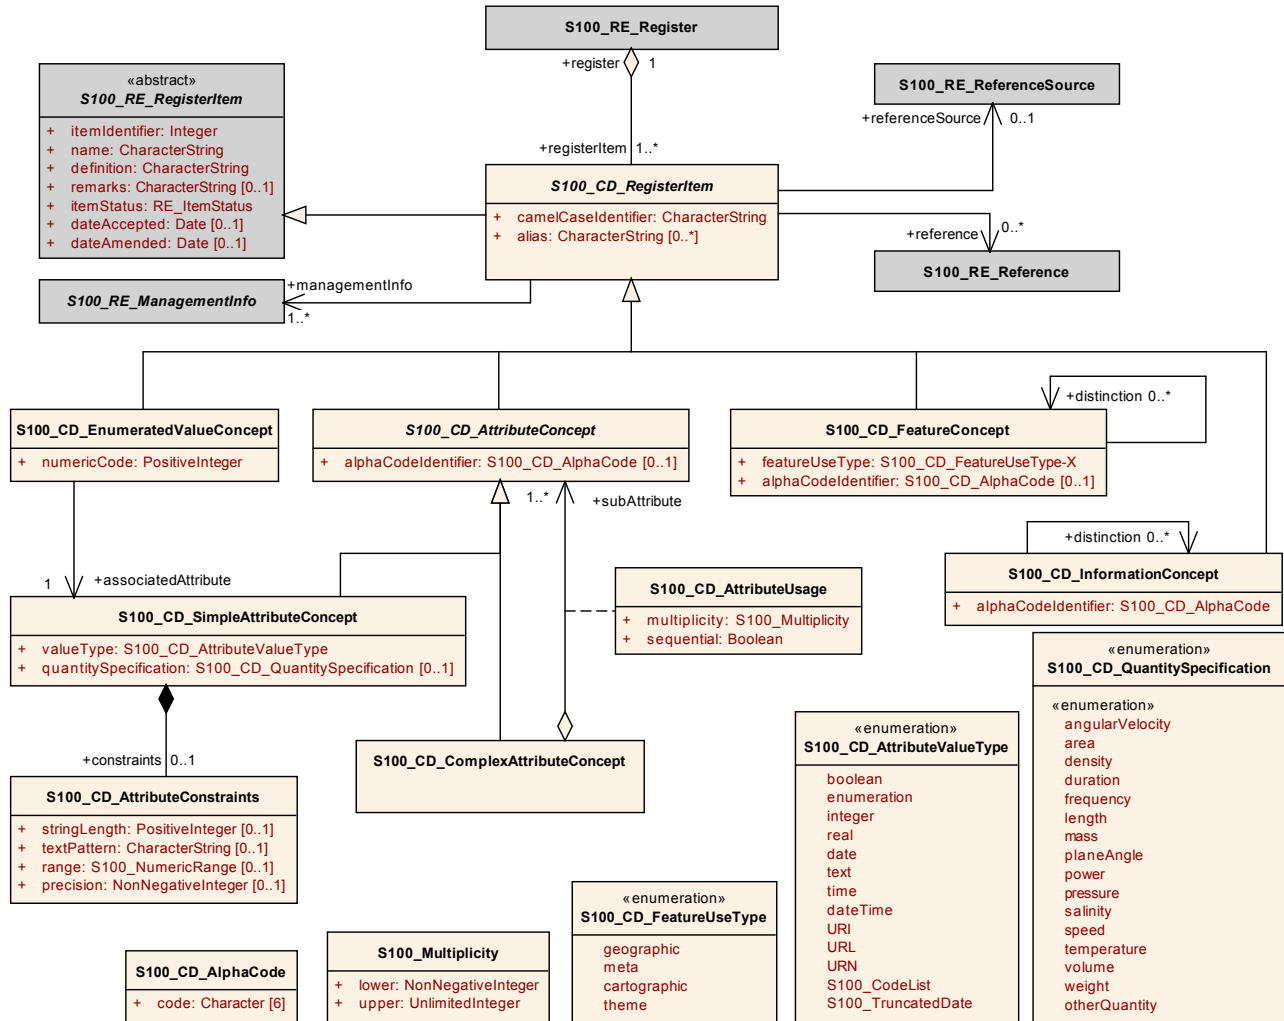 S100_RE_Register
+register
1
«abstract»
S100_RE_RegisterItem
+ itemIdentifier: Integer
+ name: CharacterString
+ definition: CharacterString
+ remarks: CharacterString [0..1]
+ itemStatus: RE_ItemStatus
+ dateAccepted: Date [0..1]
+ dateAmended: Date [0..1]
S100_RE_ReferenceSource
+referenceSource
0..1
+registerItem
1..*
S100_CD_RegisterItem
+ camelCaseIdentifier: CharacterString
+ alias: CharacterString [0..*]
+reference
0..*
S100_RE_Reference
S100_RE_ManagementInfo
+managementInfo
1..*
S100_CD_EnumeratedValueConcept
+ numericCode: PositiveInteger
S100_CD_AttributeConcept
+ alphaCodeIdentifier: S100_CD_AlphaCode [0..1]
S100_CD_FeatureConcept
+ featureUseType: S100_CD_FeatureUseType-X
+ alphaCodeIdentifier: S100_CD_AlphaCode [0..1]
+distinction 0..*
1..*
+subAttribute
+distinction 0..*
S100_CD_InformationConcept
+ alphaCodeIdentifier: S100_CD_AlphaCode
1
+associatedAttribute
S100_CD_SimpleAttributeConcept
+ valueType: S100_CD_AttributeValueType
+ quantitySpecification: S100_CD_QuantitySpecification [0..1]
S100_CD_AttributeUsage
+ multiplicity: S100_Multiplicity
+ sequential: Boolean
+constraints
0..1
S100_CD_ComplexAttributeConcept
S100_CD_AttributeConstraints
+ stringLength: PositiveInteger [0..1]
+ textPattern: CharacterString [0..1]
+ range: S100_NumericRange [0..1]
+ precision: NonNegativeInteger [0..1]
S100_CD_AlphaCode
+ code: Character [6]
S100_Multiplicity
+ lower: NonNegativeInteger
+ upper: UnlimitedInteger
«enumeration»
S100_CD_FeatureUseType
geographic
meta
cartographic
theme
«enumeration»
S100_CD_AttributeValueType
boolean
enumeration
integer
real
date
text
time
dateTime
URI
URL
URN
S100_CodeList
S100_TruncatedDate
«enumeration»
S100_CD_QuantitySpecification
«enumeration»
angularVelocity
area
density
duration
frequency
length
mass
planeAngle
power
pressure
salinity
speed
temperature
volume
weight
otherQuantity